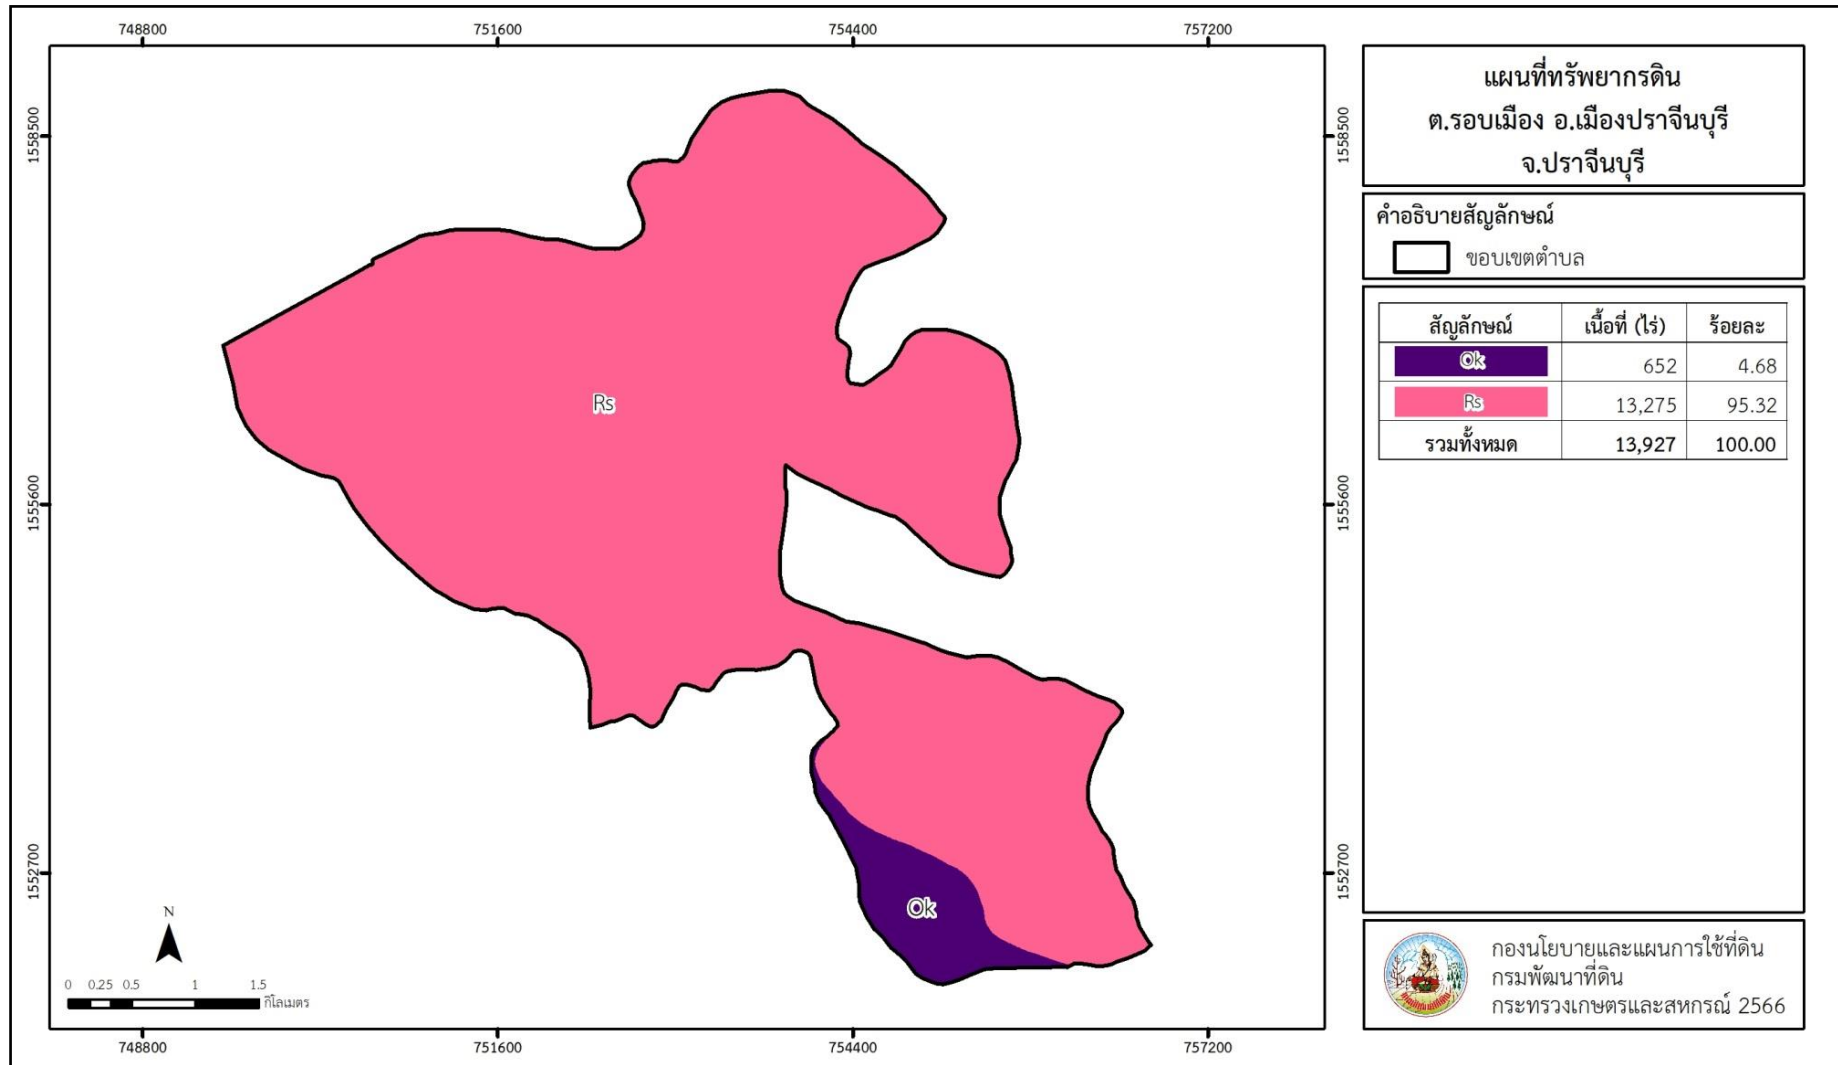 748800 751600 754400 757200
1558500 1558500
1555600 1555600
1552700 1552700
Rs
Ok
N
0 0.25 0.5 1 1.5
กิโลเมตร
748800 751600 754400 757200
แผนที่ทรัพยากรดิน
ต.รอบเมือง อ.เมืองปราจีนบุรี
จ.ปราจีนบุรี
คำอธิบายสัญลักษณ์
ขอบเขตตำบล
สัญลักษณ์ เนื้อที่ (ไร่) ร้อยละ
Ok 652 4.68
Rs 13,275 95.32
รวมทั้งหมด 13,927 100.00
กองนโยบายและแผนการใช้ที่ดิน
กรมพัฒนาที่ดิน
กระทรวงเกษตรและสหกรณ์ 2566